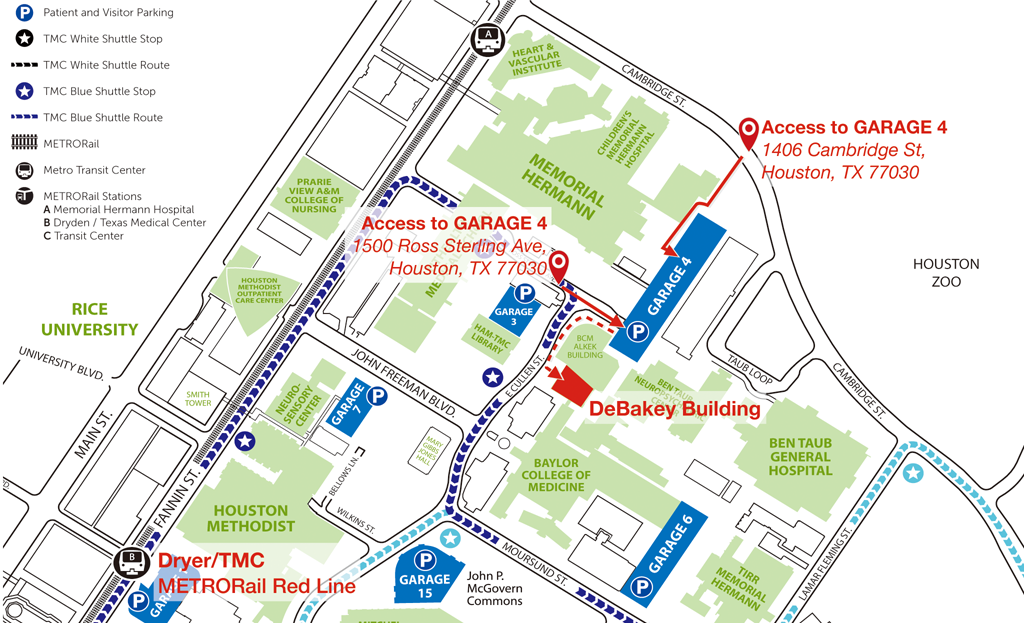 Patient and Visitor Parking
TMC White Shuttle Stop
TMC White Shuttle Route
TMC Blue Shuttle Stop
TMC Blue Shuttle Route
METRORail
Metro Transit Center
METRORail Stations
A Memorial Hermann Hospital
B Dryden / Texas Medical Center
C Transit Center
A
HEART &
VASCULAR
INSTITUTE
CAMBRIDGE ST.
CHILDREN'S
MEMORIAL
HERMANN
HOSPITAL
MEMORIAL
HERMANN
Access to GARAGE 4
1406 Cambridge St,
Houston, TX 77030
PRARIE
VIEW A&M
COLLEGE OF
NURSING
Access to GARAGE 4
1500 Ross Sterling Ave,
Houston, TX 77030
HOUSTON
METHODIST
OUTPATIENT
CARE CENTER
P
GARAGE
3
GARAGE 4
P
HOUSTON
ZOO
RICE
UNIVERSITY
HAM-TMC
LIBRARY
BCM
ALKEK
BUILDING
UNIVERSITY BLVD.
JOHN FREEMAN BLVD.
E CULLEN ST.
TAUB LOOP
CAMBRIDGE ST.
SMITH
TOWER
NEURO-
SENSORY
CENTER
GARAGE
7
P
BEN TAUB
DeBakey Building
MAIN ST.
MARY
GIBBS
JONES
HALL
BEN TAUB
GENERAL
HOSPITAL
BAYLOR
COLLEGE OF
MEDICINE
BELLOWS LN.
FANNIN ST.
HOUSTON
METHODIST
WILKINS ST.
GARAGE 6
P
MOURSUND ST.
LAMAR FLEMING ST.
TIRR
MEMORIAL
HERMANN
B
Dryer/TMC
METRORail Red Line
P
P
GARAGE
15
John P.
McGovern
Commons